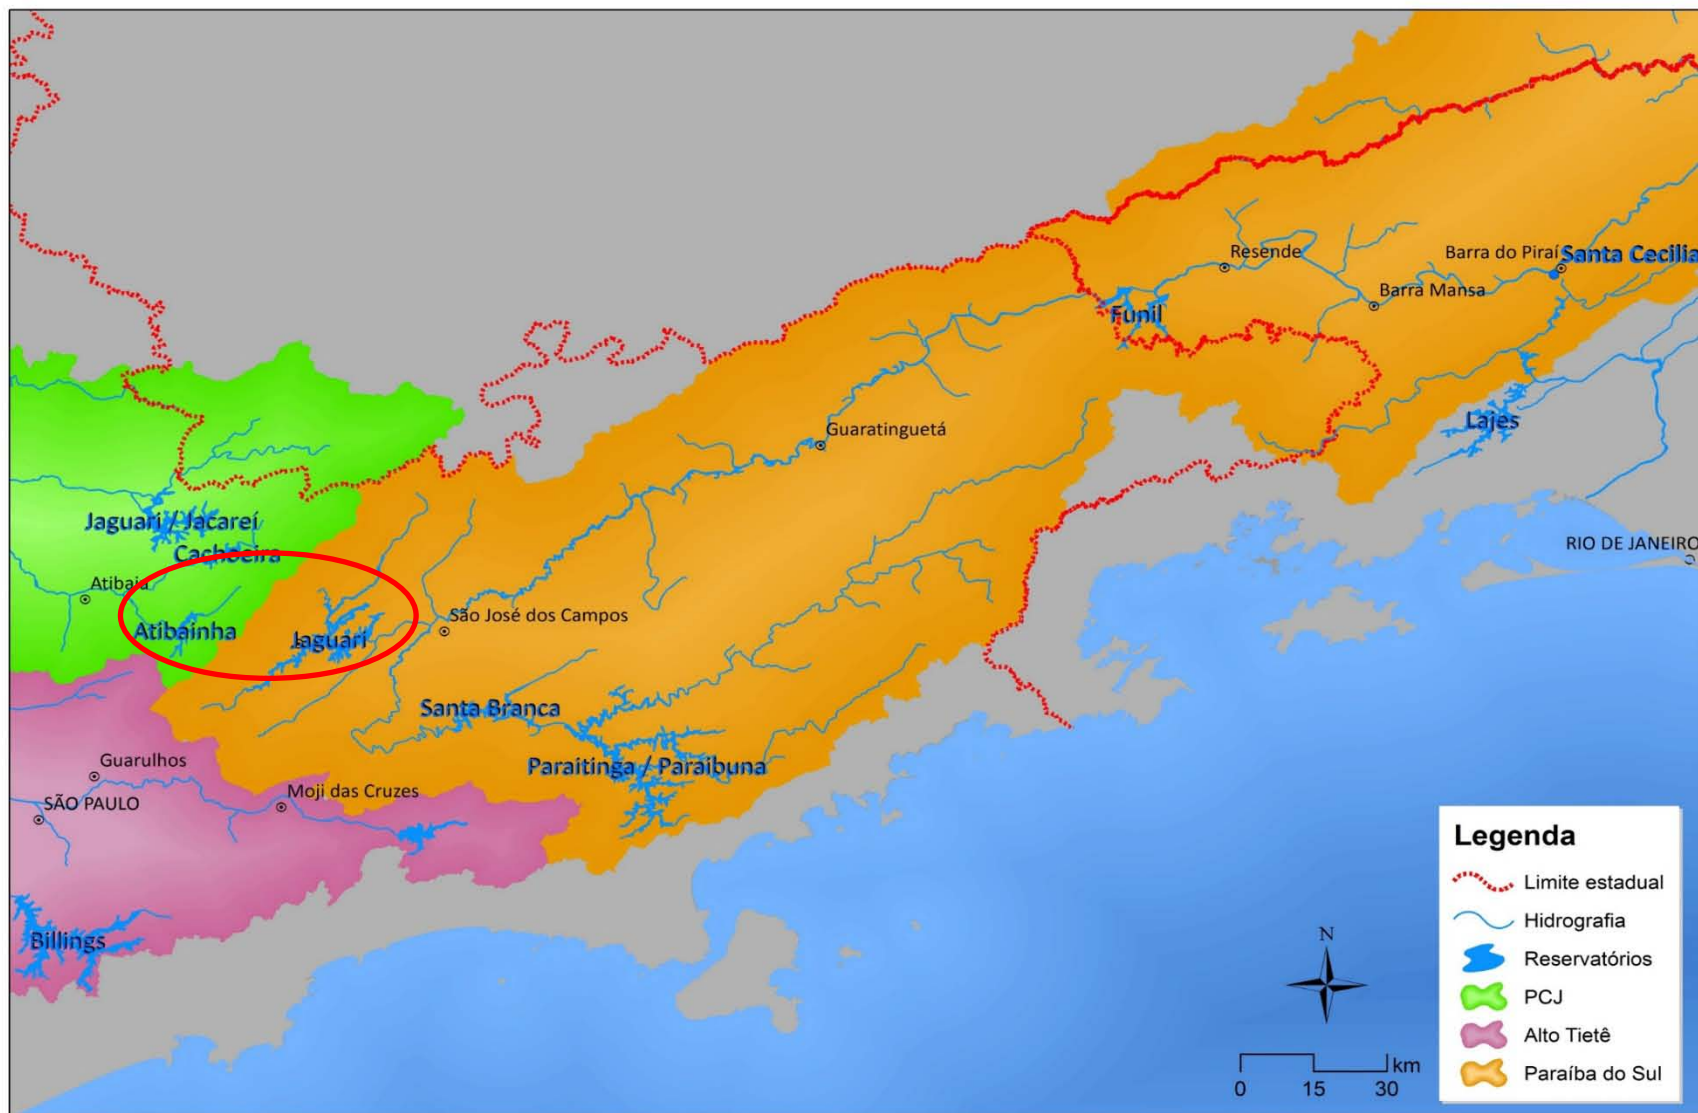 Resende
Barra do Piraí
Santa Cecilia
Barra Mansa
Funil
Guaratinguetá
Lajes
Jaguari / Jacareí
Cachoeira
RIO DE JANEIRO
Atibaia
São José dos Campos
Atibainha
Jaguari
Santa Branca
Paraitinga / Paraibuna
Guarulhos
Moji das Cruzes
SÃO PAULO
Billings
Legenda
Limite estadual
Hidrografia
Reservatórios
PCJ
Alto Tietê
Paraíba do Sul
N
km
0 15 30